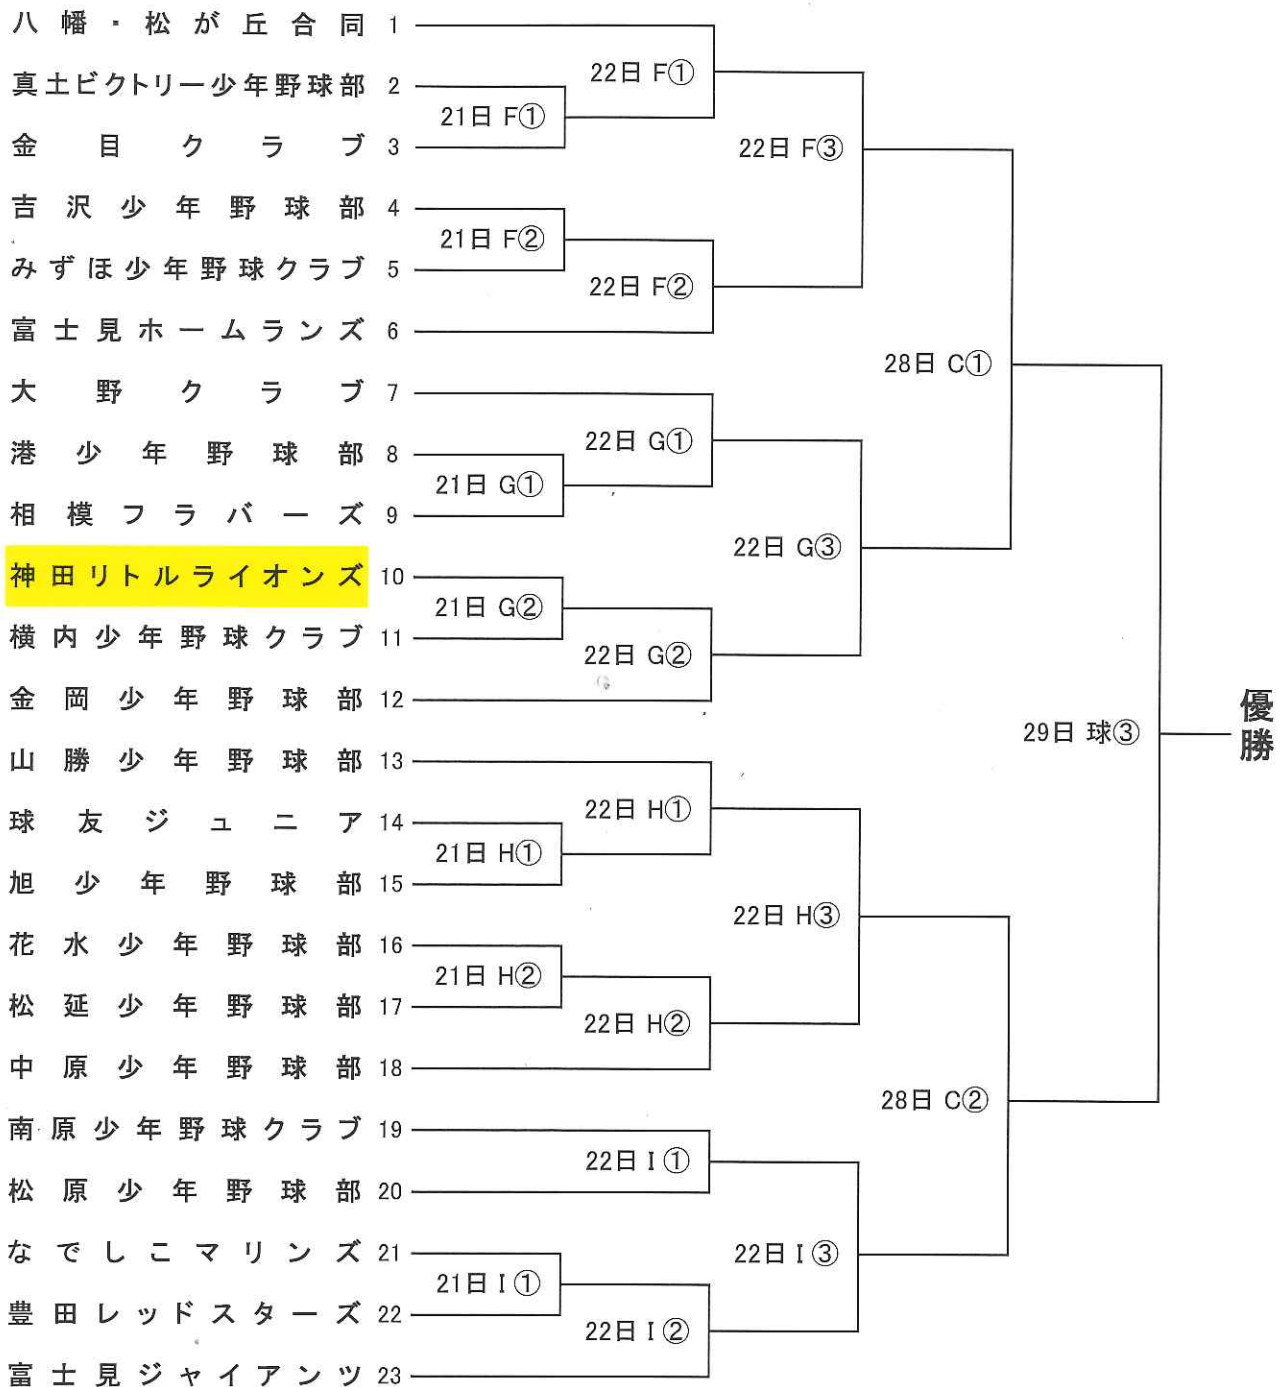 八幡・松が丘合同 1
22日 F①
真土ビクトリー少年野球部 2
21日 F①
金目クラブ 3
22日 F③
吉沢少年野球部 4
21日 F②
みずほ少年野球クラブ 5
22日 F②
富士見ホームランズ 6
28日 C①
大野クラブ 7
22日 G①
港少年野球部 8
21日 G①
相模フラバーズ 9
22日 G③
神田リトルライオンズ 10
21日 G②
横内少年野球クラブ 11
22日 G②
金岡少年野球部 12
29日 球③
優勝
山勝少年野球部 13
22日 H①
球友ジュニア 14
21日 H①
旭少年野球部 15
22日 H③
花水少年野球部 16
21日 H②
松延少年野球部 17
22日 H②
中原少年野球部 18
28日 C②
南原少年野球クラブ 19
22日 I①
松原少年野球部 20
なでしこマリンズ 21
22日 I③
21日 I①
豊田レッドスターズ 22
22日 I②
富士見ジャイアンツ 23